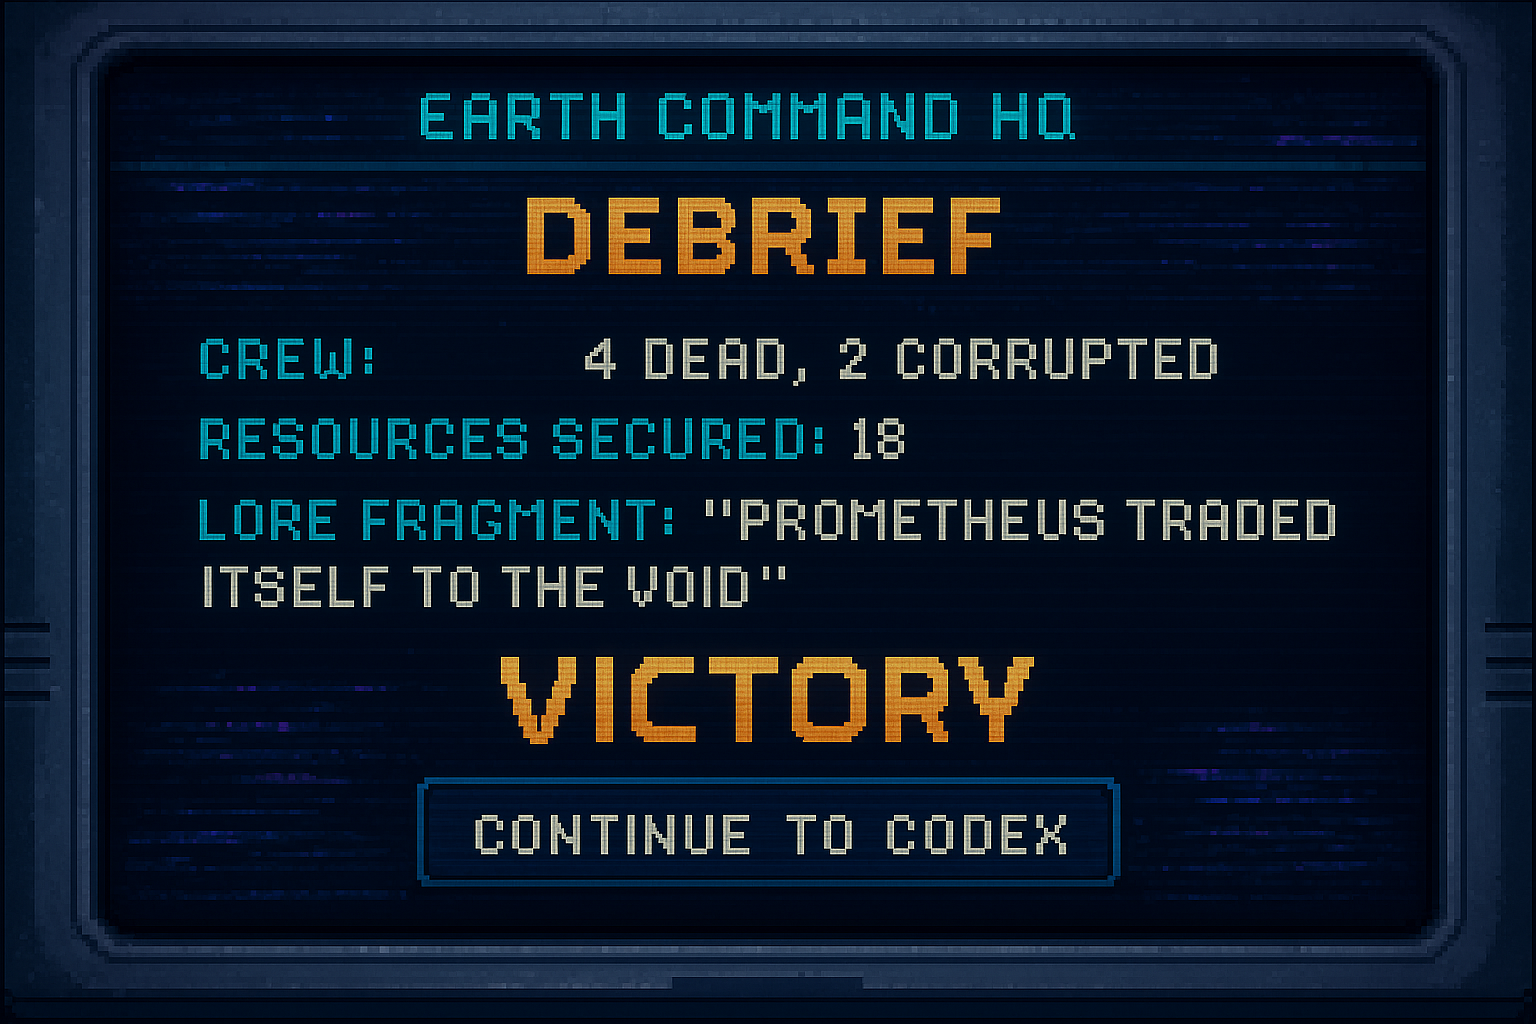 EARTH COMMAND HQ
DEBRIEF
CREW: 4 DEAD, 2 CORRUPTED
RESOURCES SECURED: 18
LORE FRAGMENT: "PROMETHEUS TRADED
ITSELF TO THE VOID"
VICTORY
CONTINUE TO CODEX